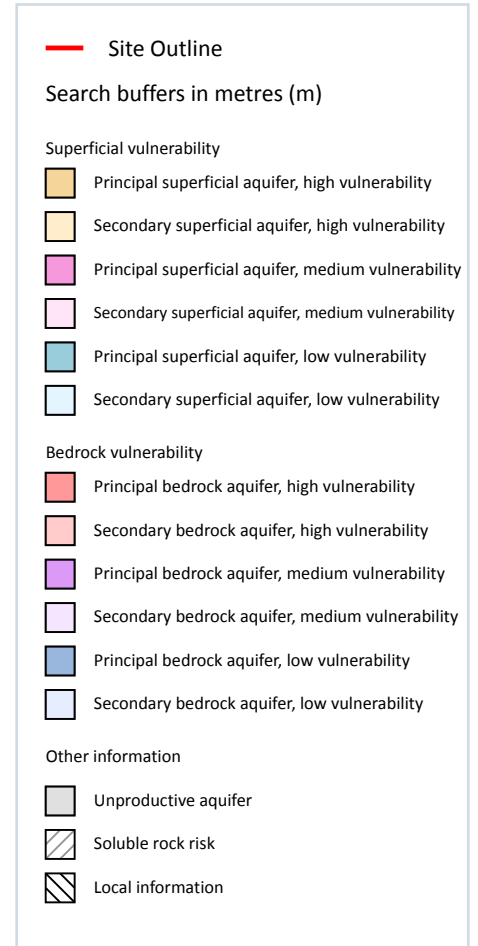 Site Outline
Search buffers in metres (m)
Superficial vulnerability
Principal superficial aquifer, high vulnerability
Secondary superficial aquifer, high vulnerability
Principal superficial aquifer, medium vulnerability
Secondary superficial aquifer, medium vulnerability
Principal superficial aquifer, low vulnerability
Secondary superficial aquifer, low vulnerability
Bedrock vulnerability
Principal bedrock aquifer, high vulnerability
Secondary bedrock aquifer, high vulnerability
Principal bedrock aquifer, medium vulnerability
Secondary bedrock aquifer, medium vulnerability
Principal bedrock aquifer, low vulnerability
Secondary bedrock aquifer, low vulnerability
Other information
Unproductive aquifer
Soluble rock risk
Local information